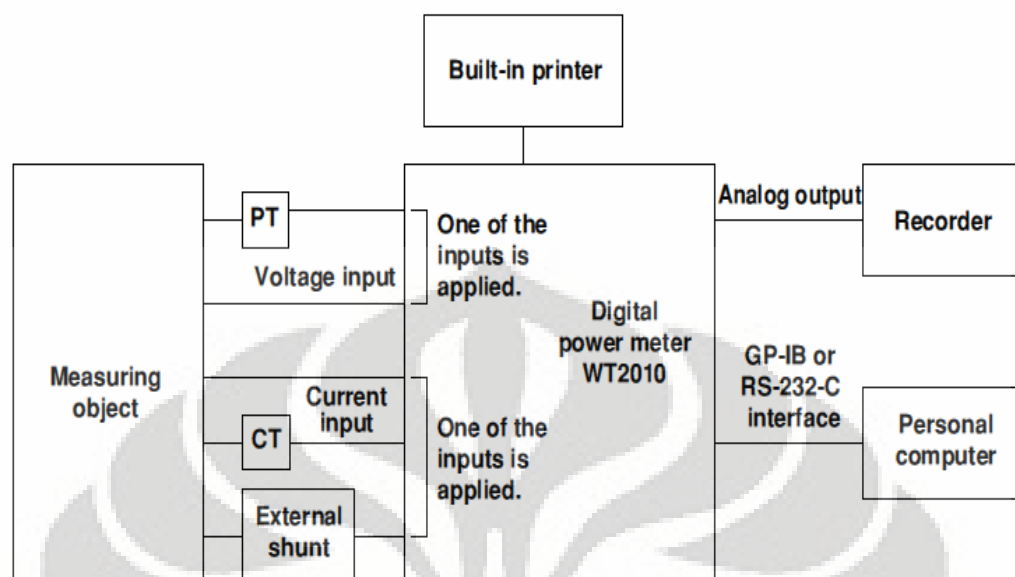 Built-in printer
PT
Voltage input
One of the
inputs is
applied.
Analog output
Recorder
Measuring
object
Digital
power meter
WT2010
GP-IB or
RS-232-C
interface
Current
input
CT
One of the
inputs is
applied.
Personal
computer
External
shunt